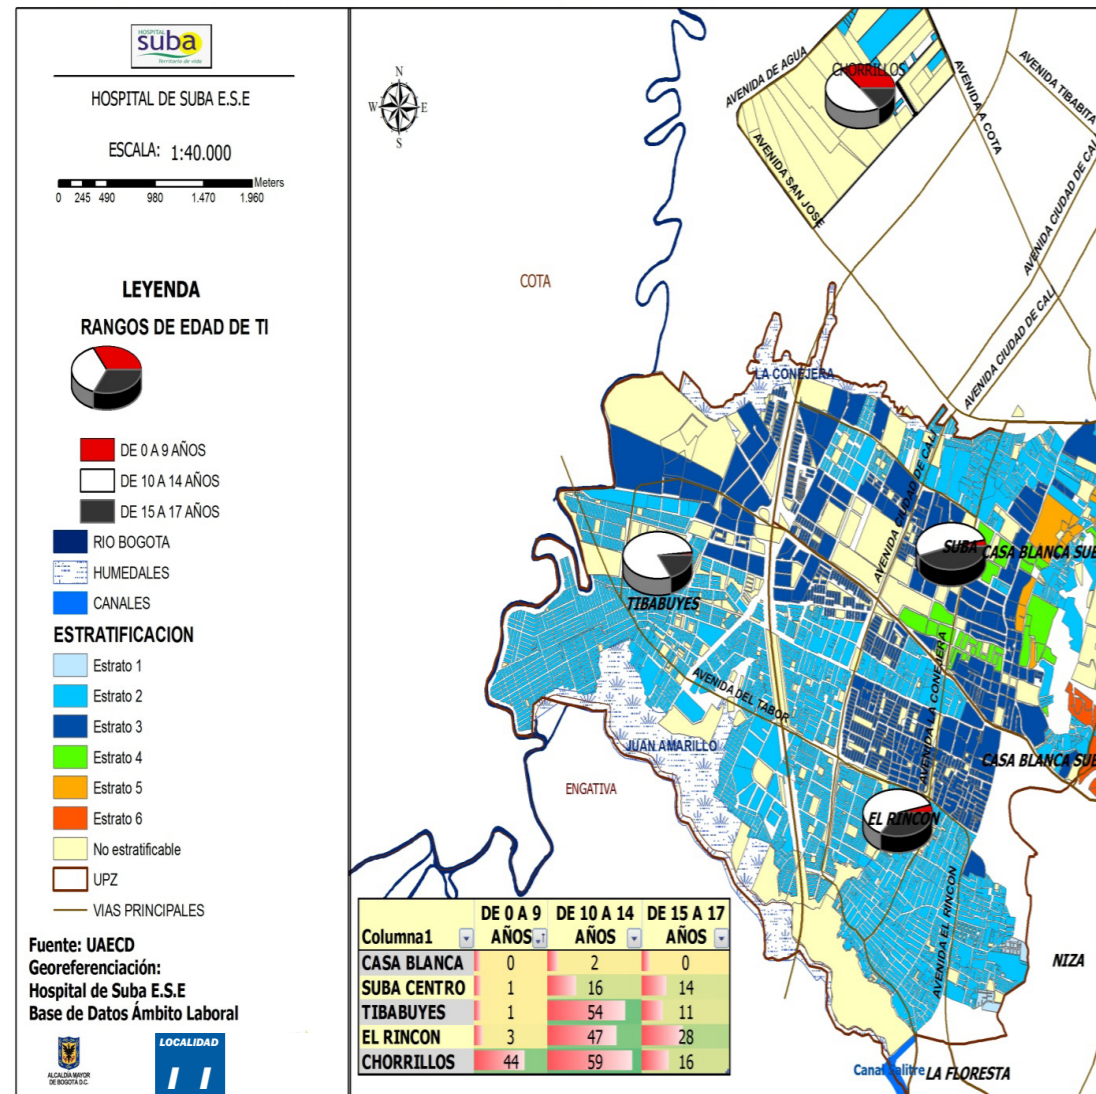 HOSPITAL
suba
Territorio de vida
HOSPITAL DE SUBA E.S.E
ESCALA: 1:40.000
Meters
0 245 490 980 1.470 1.960
LEYENDA
RANGOS DE EDAD DE TI
DE 0 A 9 AÑOS
DE 10 A 14 AÑOS
DE 15 A 17 AÑOS
RIO BOGOTA
HUMEDALES
CANALES
ESTRATIFICACION
Estrato 1
Estrato 2
Estrato 3
Estrato 4
Estrato 5
Estrato 6
No estratificable
UPZ
VIAS PRINCIPALES
Fuente: UAECD
Georeferenciación:
Hospital de Suba E.S.E
Base de Datos Ámbito Laboral
ALCALDIA MAYOR
DE BOGOTA D.C.
LOCALIDAD
11
N
W E
S
AVENIDA DE AGUA
CHORRILLOS
AVENIDA SAN JOSE
AVENIDA A COTA
AVENIDA TIBABITA
AVENIDA CIUDAD DE CALI
AVENIDA CIUDAD DE CALI
COTA
LA CONEJERA
AVENIDA CIUDAD DE CALI
SUBA
CASA BLANCA SUB
TIBABUYES
AVENIDA DEL TABOR
AVENIDA LA CONEJERA
JUAN AMARILLO
CASA BLANCA SUB
ENGATIVA
EL RINCON
AVENIDA EL RINCON
NIZA
Canal Salitre
LA FLORESTA
Columna1 DE 0 A 9 AÑOS DE 10 A 14 AÑOS DE 15 A 17 AÑOS
CASA BLANCA 0 2 0
SUBA CENTRO 1 16 14
TIBABUYES 1 54 11
EL RINCON 3 47 28
CHORRILLOS 44 59 16